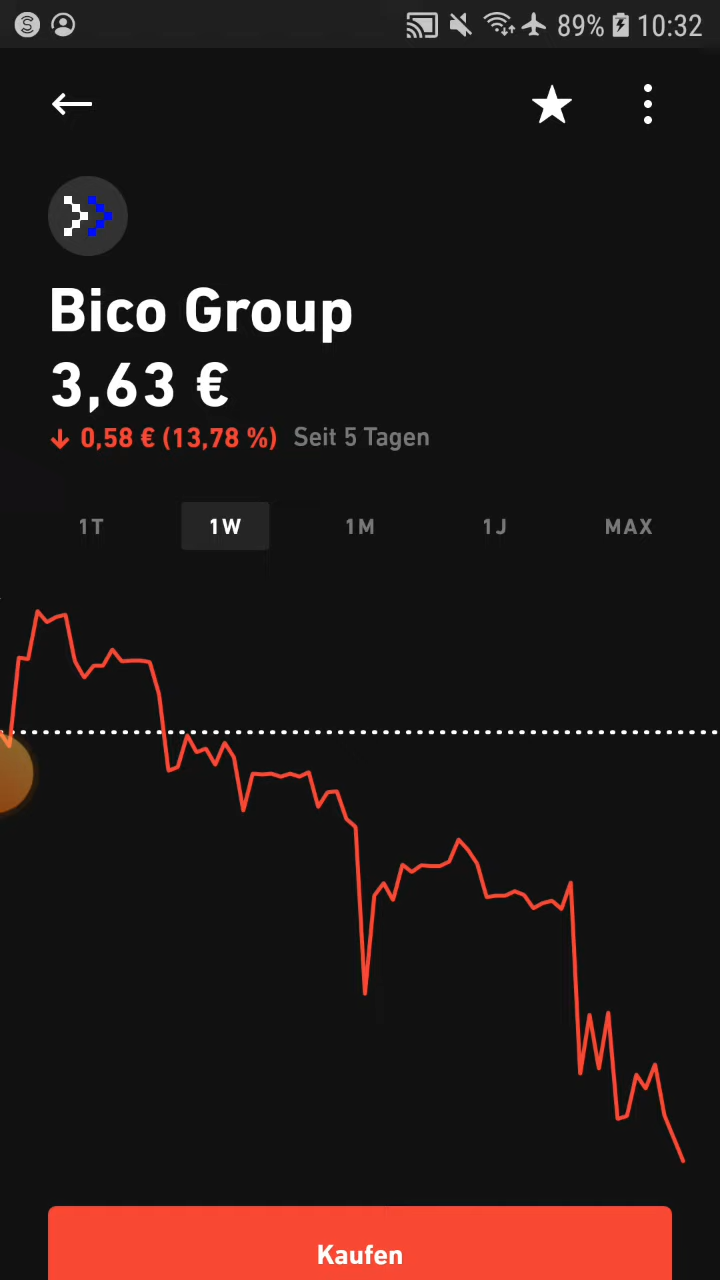 89% 10:32
Bico Group
3,63 €
↓ 0,58 € (13,78 %) Seit 5 Tagen
1T 1W 1M 1J MAX
Kaufen